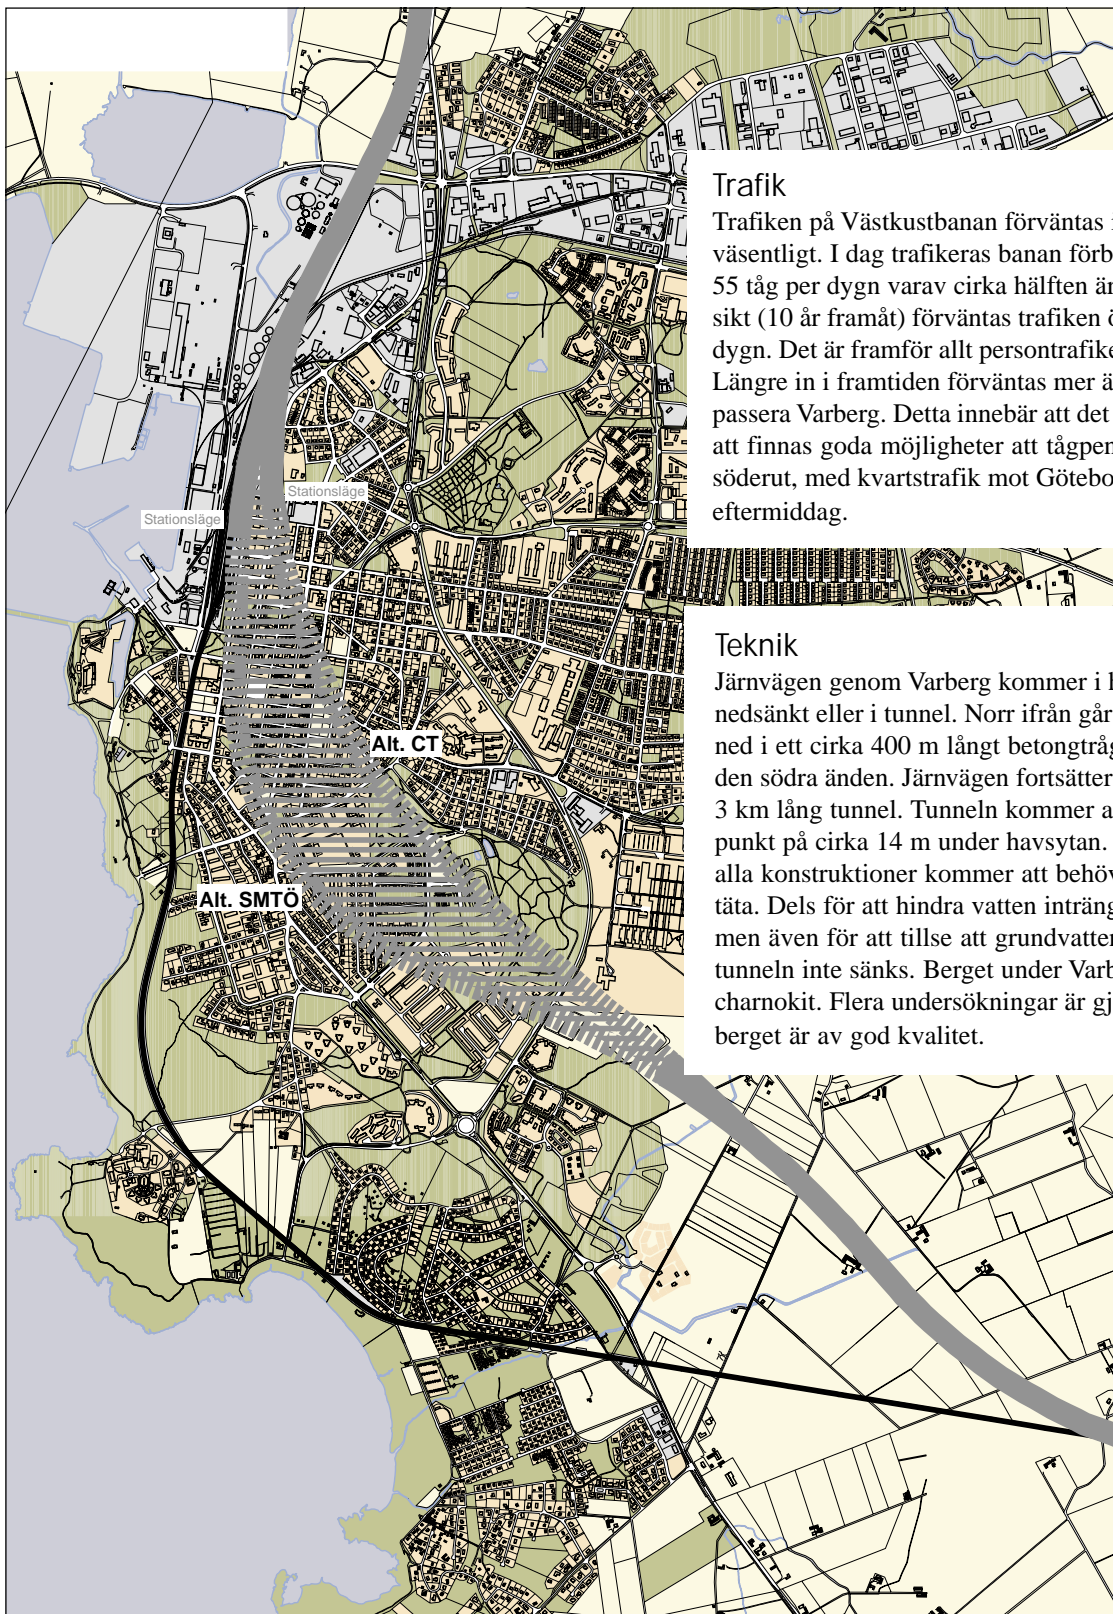 Trafik
Trafiken på Västkustbanan förväntas
väsentligt. I dag trafikeras banan förb
55 tåg per dygn varav cirka hälften är
sikt (10 år framåt) förväntas trafiken ö
dygn. Det är framför allt persontrafike
Längre in i framtiden förväntas mer ä
passera Varberg. Detta innebär att det
att finnas goda möjligheter att tågpen
söderut, med kvartstrafik mot Götebo
eftermiddag.
Stationsläge
Stationsläge
Teknik
Järnvägen genom Varberg kommer i h
nedsänkt eller i tunnel. Norr ifrån går
ned i ett cirka 400 m långt betongtråg
den södra änden. Järnvägen fortsätter
3 km lång tunnel. Tunneln kommer a
punkt på cirka 14 m under havsytan.
alla konstruktioner kommer att behöv
täta. Dels för att hindra vatten inträng
men även för att tillse att grundvatten
tunneln inte sänks. Berget under Varb
charnokit. Flera undersökningar är gj
berget är av god kvalitet.
Alt. CT
Alt. SMTÖ